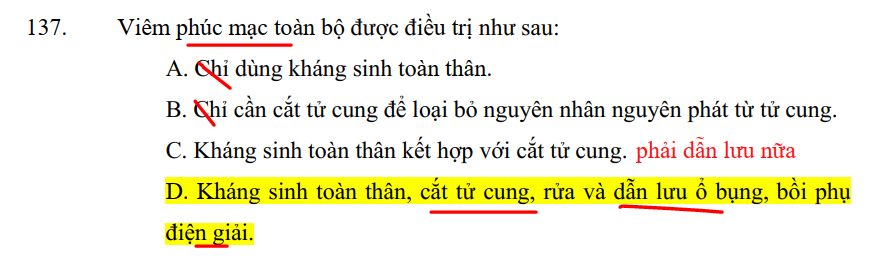 137. Viêm phúc mạc toàn bộ được điều trị như sau:
A. Chỉ dùng kháng sinh toàn thân.
B. Chỉ cần cắt tử cung để loại bỏ nguyên nhân nguyên phát từ tử cung.
C. Kháng sinh toàn thân kết hợp với cắt tử cung. phải dẫn lưu nữa
D. Kháng sinh toàn thân, cắt tử cung, rửa và dẫn lưu ổ bụng, bồi phụ
điện giải.